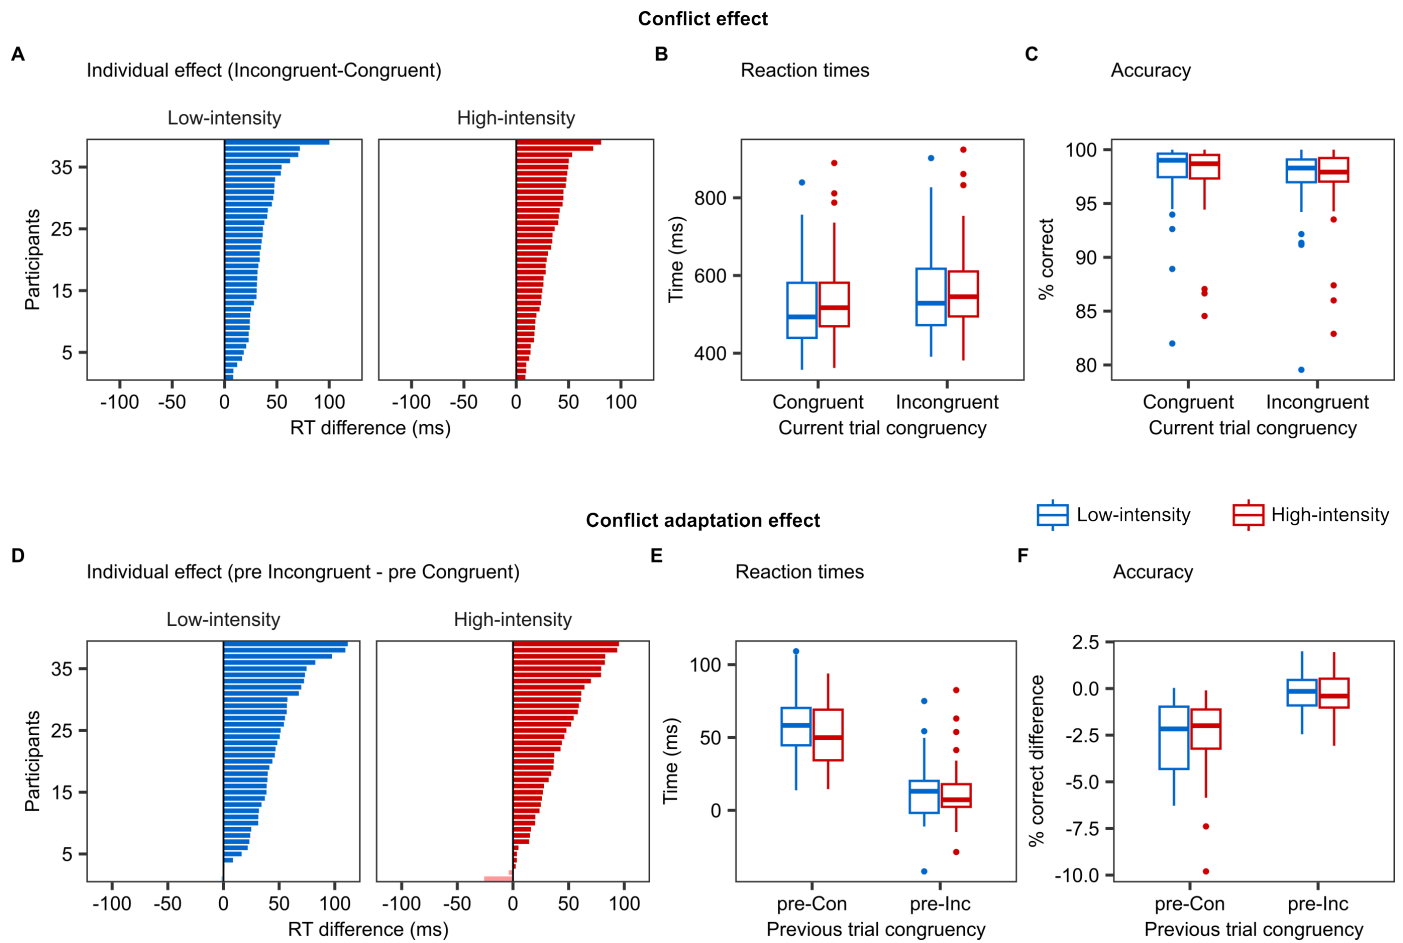 Conflict effect
A
B
C
Individual effect (Incongruent-Congruent)
Reaction times
Accuracy
Low-intensity
High-intensity
Participants
35
25
15
5
-100 -50 0 50 100
-100 -50 0 50 100
RT difference (ms)
Time (ms)
800
600
400
Congruent Incongruent
Current trial congruency
% correct
100
95
90
85
80
Congruent Incongruent
Current trial congruency
Low-intensity
High-intensity
Conflict adaptation effect
D
E
F
Individual effect (pre Incongruent - pre Congruent)
Reaction times
Accuracy
Low-intensity
High-intensity
Participants
35
25
15
5
-100 -50 0 50 100
-100 -50 0 50 100
RT difference (ms)
Time (ms)
100
50
0
pre-Con pre-Inc
Previous trial congruency
% correct difference
2.5
0.0
-2.5
-5.0
-7.5
-10.0
pre-Con pre-Inc
Previous trial congruency